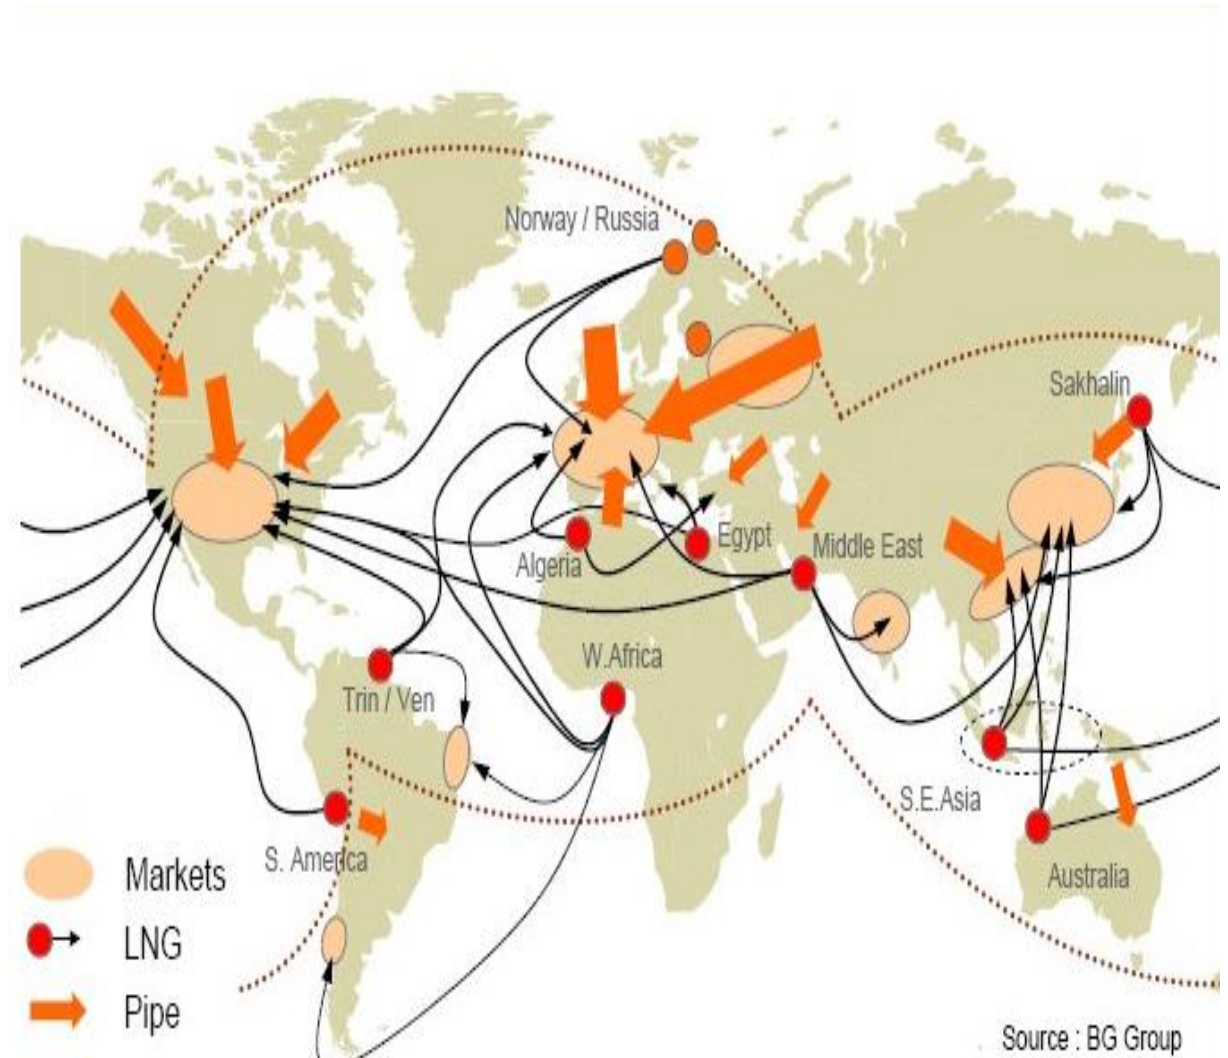 Norway / Russia
Sakhalin
Algeria
Egypt
Middle East
W.Africa
Trin / Ven
S.E.Asia
S. America
Australia
Markets
LNG
Pipe
Source : BG Group